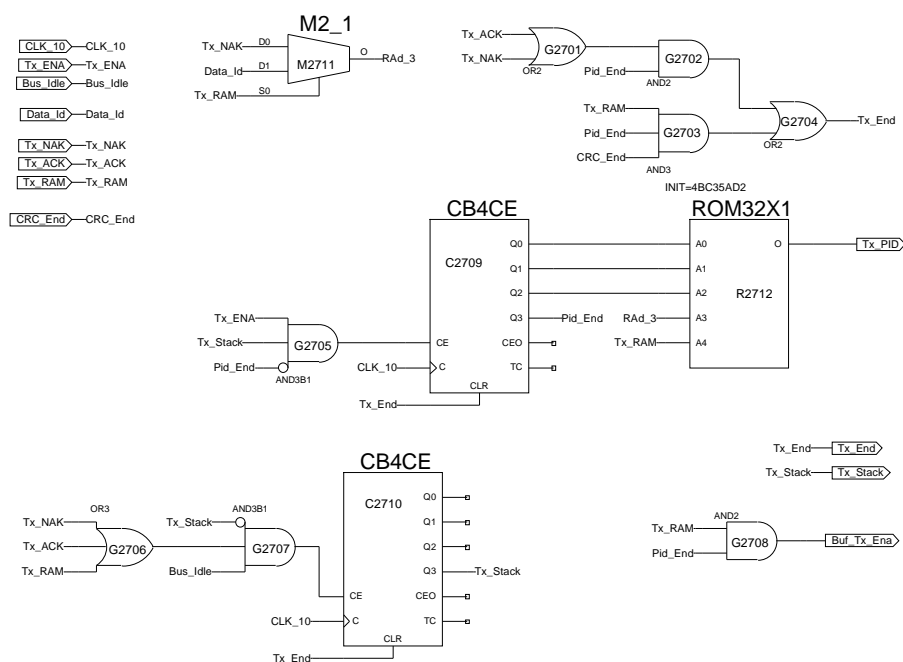 M2_1
CLK_10 CLK_10
Tx_ENA Tx_ENA
Bus_Idle Bus_Idle
Data_Id Data_Id
Tx_NAK Tx_NAK
Tx_ACK Tx_ACK
Tx_RAM Tx_RAM
CRC_End CRC_End
Tx_NAK D0
Data_Id D1
Tx_RAM S0
M2711
O RAd_3
Tx_ACK
Tx_NAK
G2701
OR2
G2702
Pid_End
AND2
Tx_RAM
Pid_End
CRC_End
G2703
AND3
G2704
OR2
Tx_End
INIT=4BC35AD2
CB4CE
C2709
Q0
Q1
Q2
Q3 Pid_End
CEO
TC
CE
CLK_10 C
CLR
Tx_End
Tx_ENA
Tx_Stack
Pid_End
G2705
AND3B1
ROM32X1
A0
A1
A2
RAd_3 A3
Tx_RAM A4
O Tx_PID
R2712
CB4CE
C2710
Q0
Q1
Q2
Q3 Tx_Stack
CEO
TC
CE
CLK_10 C
CLR
Tx_End
OR3
Tx_NAK
Tx_ACK
Tx_RAM
G2706
AND3B1
Tx_Stack
G2707
Bus_Idle
Tx_End Tx_End
Tx_Stack Tx_Stack
AND2
Tx_RAM
Pid_End
G2708
Buf_Tx_Ena